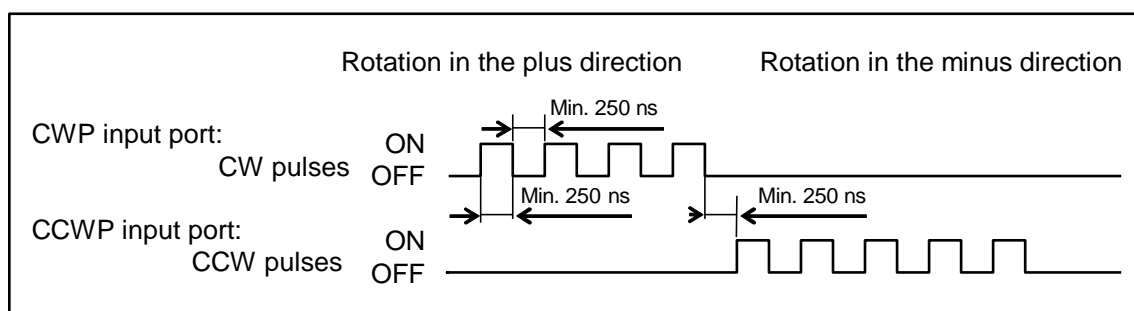 Rotation in the plus direction
Rotation in the minus direction
Min. 250 ns
CWP input port:
CW pulses
ON
OFF
Min. 250 ns
Min. 250 ns
CCWP input port:
CCW pulses
ON
OFF